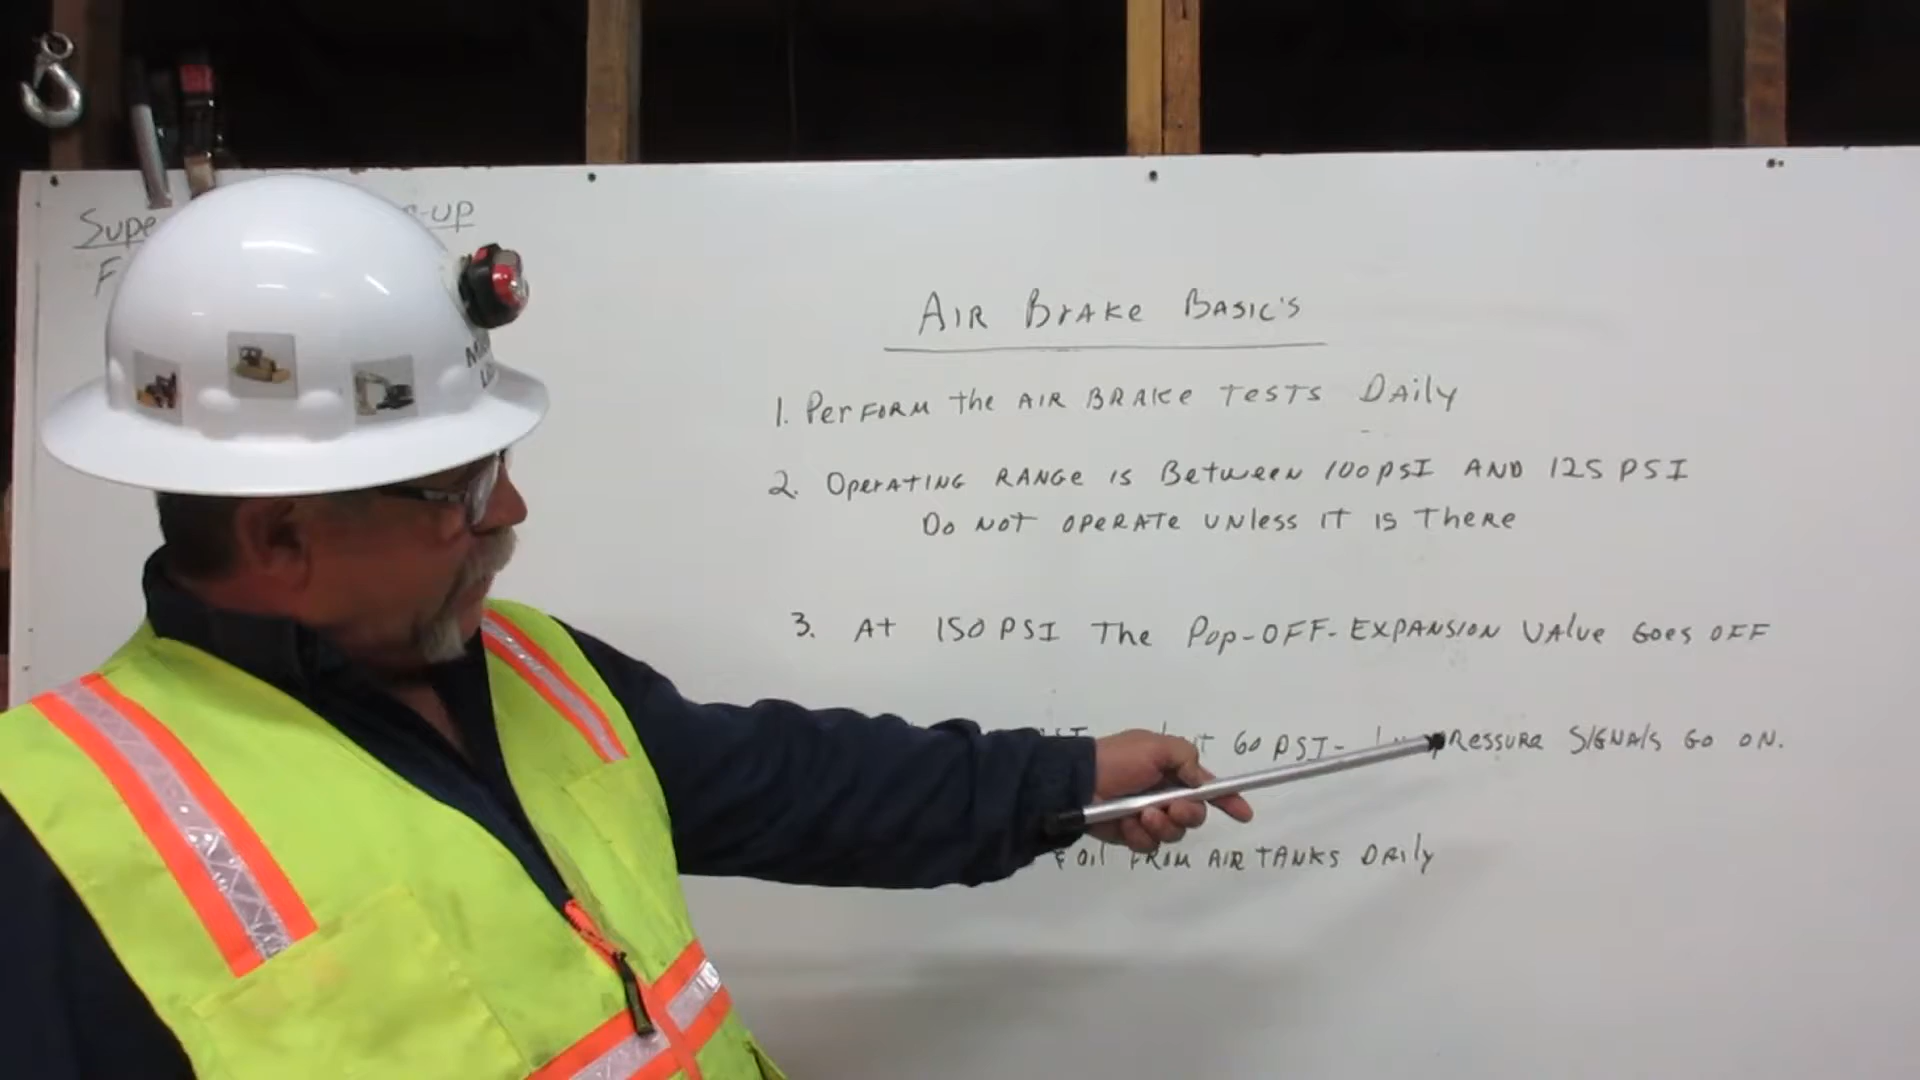 Supe -up
F
AIR BrAKe BASIC'S
1. PerFORM the AIR BRAKe TesTS DAily
2. OperATING RANGe is BeTween 100 PSI AND 125 PSI
Do NOT OPeRATe UNless IT IS THere
3. AT 150 PSI THe Pop-OFF-EXPANSION VAlve Goes OFF
60 PSI- PRessure SIGNAlS GO ON.
& Oil FROM AIR TANKS DAily